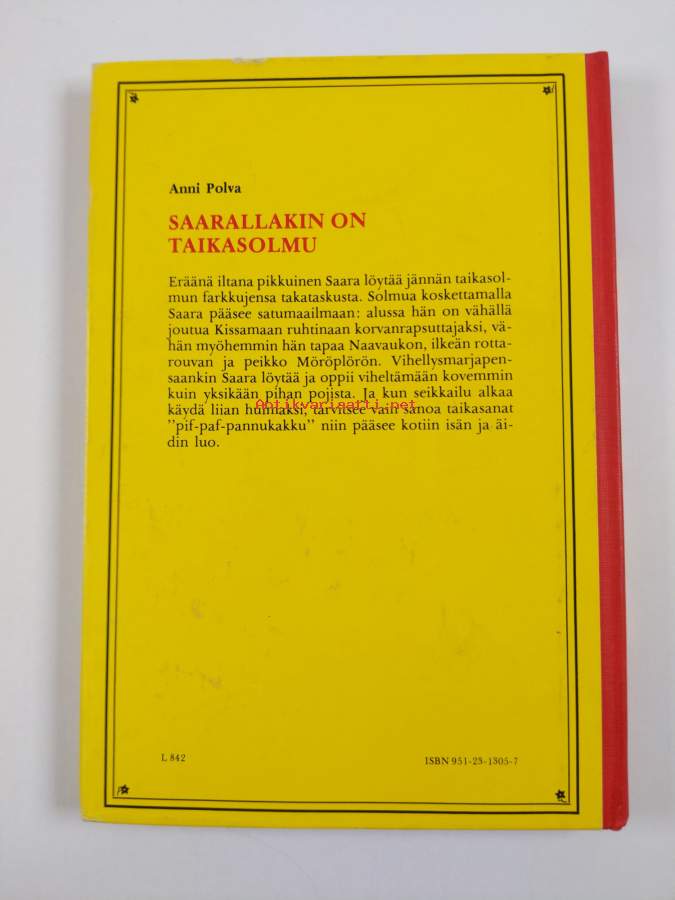 Anni Polva
SAARALLAKIN ON
TAIKASOLMU
Eräänä iltana pikkuinen Saara löytää jännän taikasol-
mun farkkujensa takataskusta. Solmua koskettamalla
Saara pääsee satumaailmaan: alussa hän on vähällä
joutua Kissamaan ruhtinaan korvanrapsuttajaksi, vä-
hän myöhemmin hän tapaa Naavaukon, ilkeän rotta-
rouvan ja peikko Möröplörön. Vihellysmarjapen-
saankin Saara löytää ja oppii viheltämään kovemmin
kuin yksikään pihan pojista. Ja kun seikkailu alkaa
Antikvariaatti.net
käydä liian hurjaksi, tarvitsee vain sanoa taikasanat
"pif-paf-pannukakku" niin pääsee kotiin isän ja äi-
din luo.
L 842
ISBN 951-23-1305-7